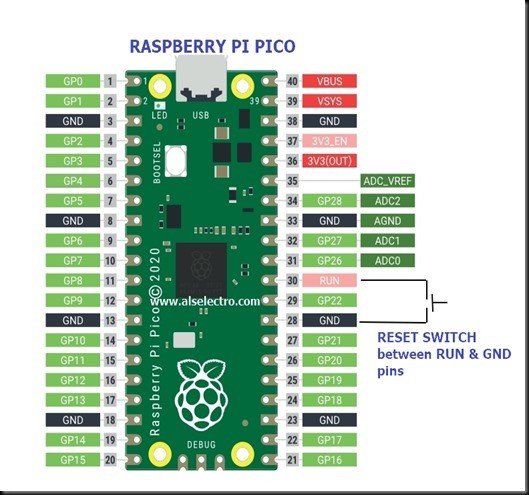 RASPBERRY PI PICO
GP0 1 1 40 VBUS
GP1 2 2 39 39 VSYS
GND 3 LED USB 38 GND
GP2 4 37 3V3_EN
GP3 5 BOOTSEL 36 3V3(OUT)
GP4 6 35 ADC_VREF
GP5 7 34 GP28 ADC2
GND 8 33 GND AGND
GP6 9 32 GP27 ADC1
GP7 10 31 GP26 ADC0
GP8 11 30 RUN
www.alselectro.com
GP9 12 29 GP22
GND 13 28 GND
Raspberry Pi Pico © 2020
RESET SWITCH
between RUN & GND
pins
GP10 14 27 GP21
GP11 15 26 GP20
GP12 16 25 GP19
GP13 17 24 GP18
GND 18 23 GND
GP14 19 DEBUG 22 GP17
GP15 20 21 GP16